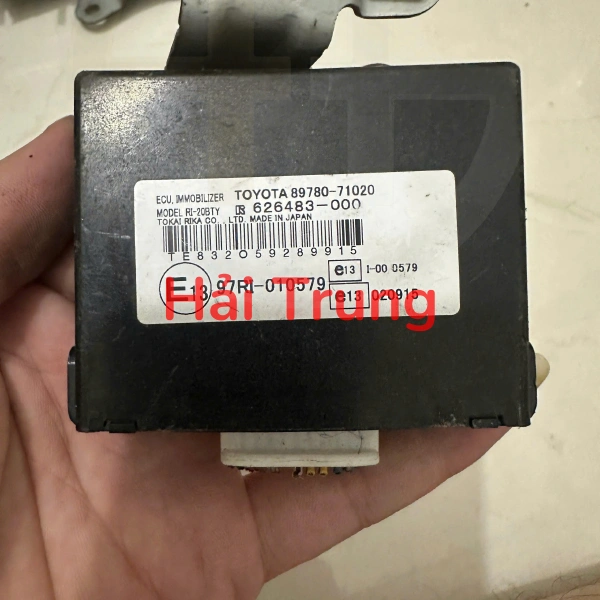 ECU, IMMOBILIZER TOYOTA 89780-71020
MODEL RI-20BTY 626483-000
TOKAI RIKA CO., LTD. MADE IN JAPAN
TE832059289915
E13 97RI-010579 e13 I-00 0579
e13 020915
Hải Trung